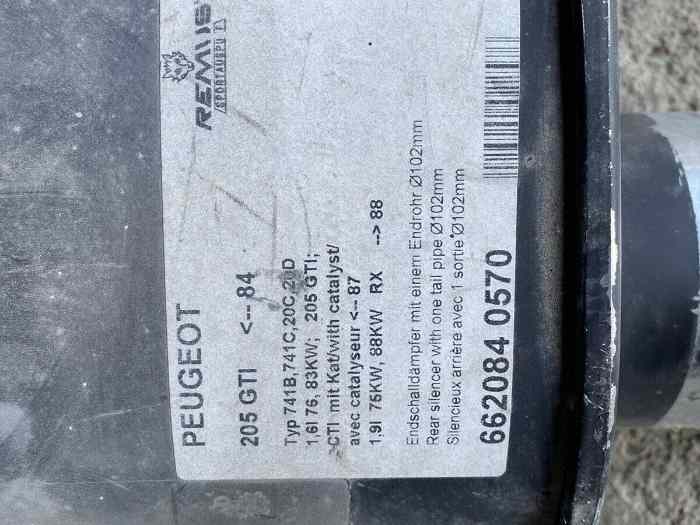 REMUS
SPORTAUSPUFF
PEUGEOT
205 GTI <-- 84
Typ 741B,741C,20C,20D
1,6l 76, 83KW; 205 GTI;
CTI mit Kat/with catalyst/
avec catalyseur <-- 87
1,9l 75KW, 88KW RX --> 88
Endschalldämpfer mit einem Endrohr Ø102mm
Rear silencer with one tail pipe Ø102mm
Silencieux arrière avec 1 sortie Ø102mm
662084 0570